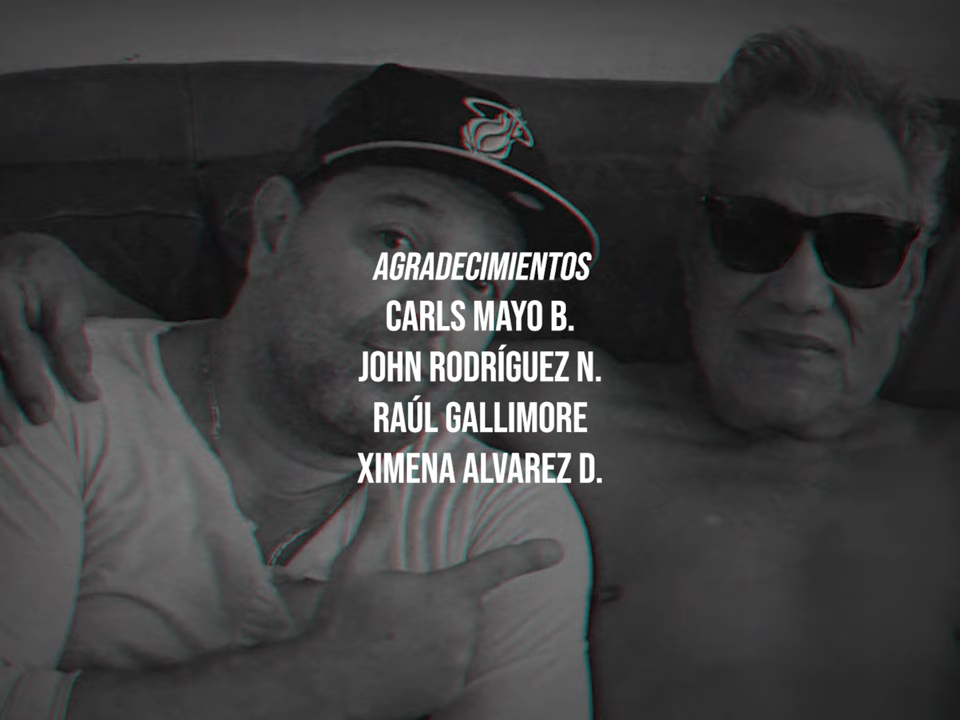 AGRADECIMIENTOS
CARLS MAYO B.
JOHN RODRÍGUEZ N.
RAÚL GALLIMORE
XIMENA ALVAREZ D.